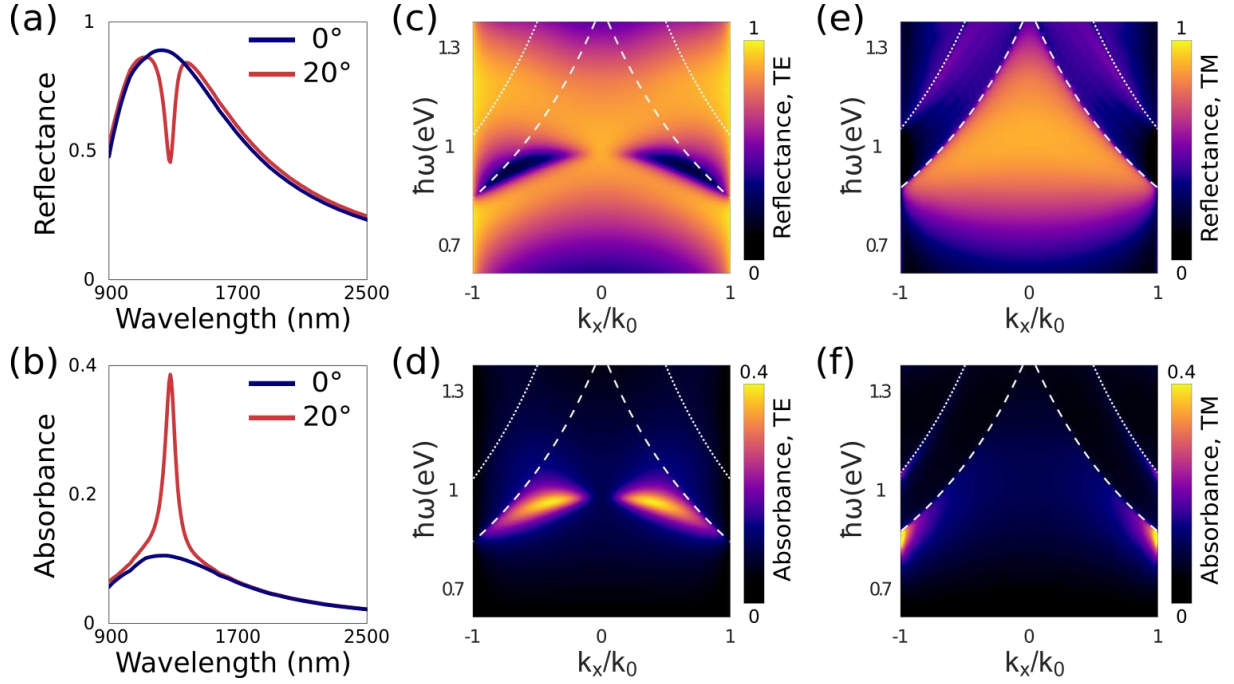 (a)
1
0.5
0
Reflectance
0°
20°
900 1700 2500
Wavelength (nm)
(c)
1.3
1
0.7
ħω(eV)
-1 0 1
kx/k0
1
0
Reflectance, TE
(e)
1.3
1
0.7
ħω(eV)
-1 0 1
kx/k0
1
0
Reflectance, TM
(b)
0.4
0.2
0
Absorbance
0°
20°
900 1700 2500
Wavelength (nm)
(d)
1.3
1
0.7
ħω(eV)
-1 0 1
kx/k0
0.4
0
Absorbance, TE
(f)
1.3
1
0.7
ħω(eV)
-1 0 1
kx/k0
0.4
0
Absorbance, TM